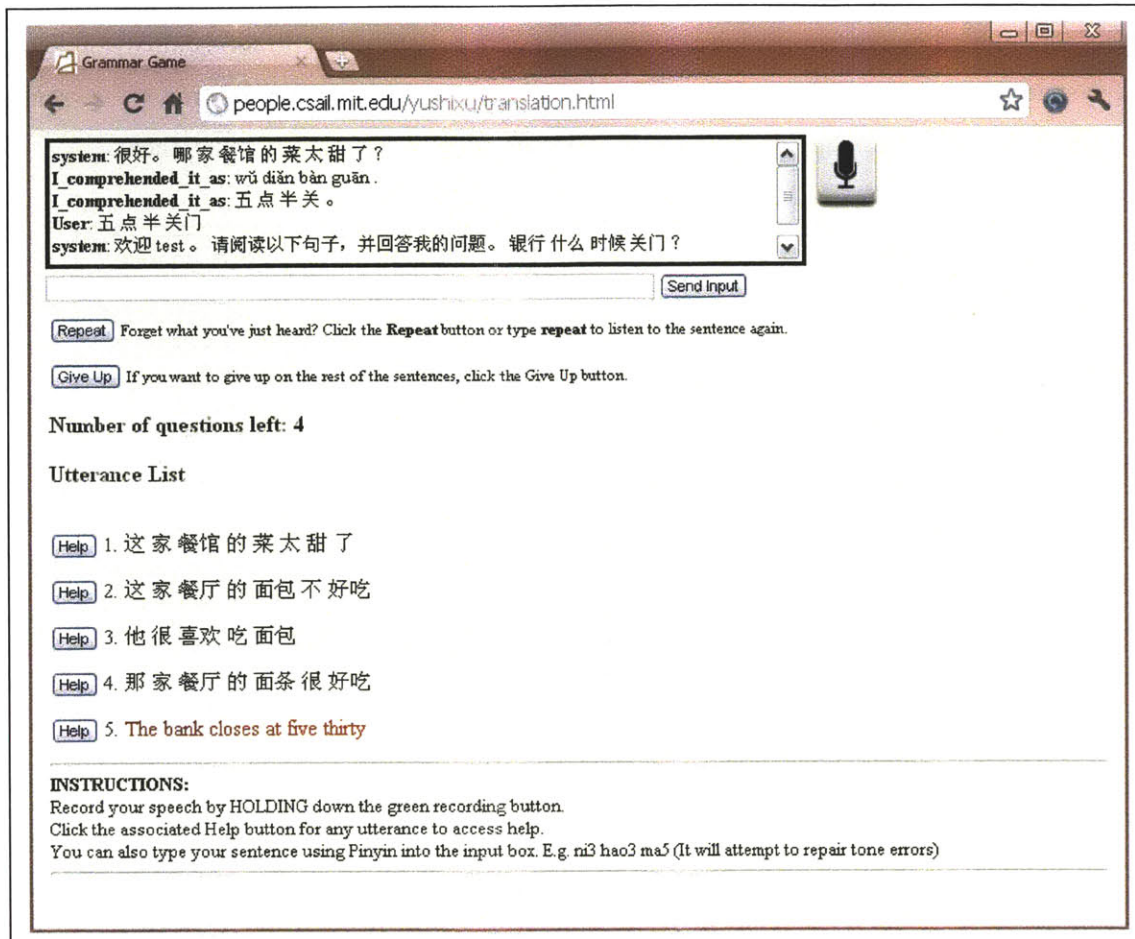 Grammar Game
people.csail.mit.edu/yushixu/translation.html
system: 很好。 哪 家 餐馆 的 菜 太 甜 了 ?
I_comprehended_it_as: wǔ diǎn bàn guān .
I_comprehended_it_as: 五 点 半 关 。
User: 五 点 半 关门
system: 欢迎 test 。 请阅读以下句子，并回答我的问题。 银行 什么 时候 关门 ?
Send Input
Repeat Forget what you've just heard? Click the Repeat button or type repeat to listen to the sentence again.
Give Up If you want to give up on the rest of the sentences, click the Give Up button.
Number of questions left: 4
Utterance List
Help 1. 这 家 餐馆 的 菜 太 甜 了
Help 2. 这 家 餐厅 的 面包 不 好吃
Help 3. 他 很 喜欢 吃 面包
Help 4. 那 家 餐厅 的 面条 很 好吃
Help 5. The bank closes at five thirty
INSTRUCTIONS:
Record your speech by HOLDING down the green recording button.
Click the associated Help button for any utterance to access help.
You can also type your sentence using Pinyin into the input box. E.g. ni3 hao3 ma5 (It will attempt to repair tone errors)